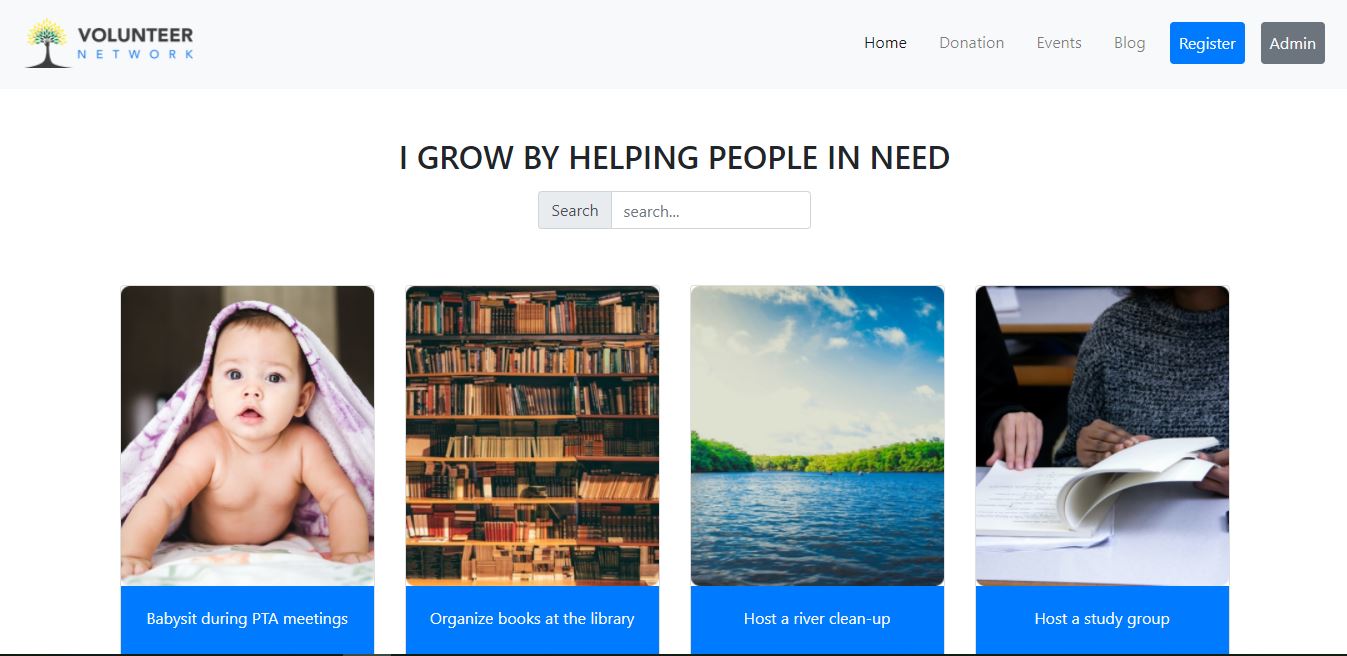 VOLUNTEER
NETWORK
Home Donation Events Blog Register Admin
I GROW BY HELPING PEOPLE IN NEED
Search search...
Babysit during PTA meetings Organize books at the library Host a river clean-up Host a study group